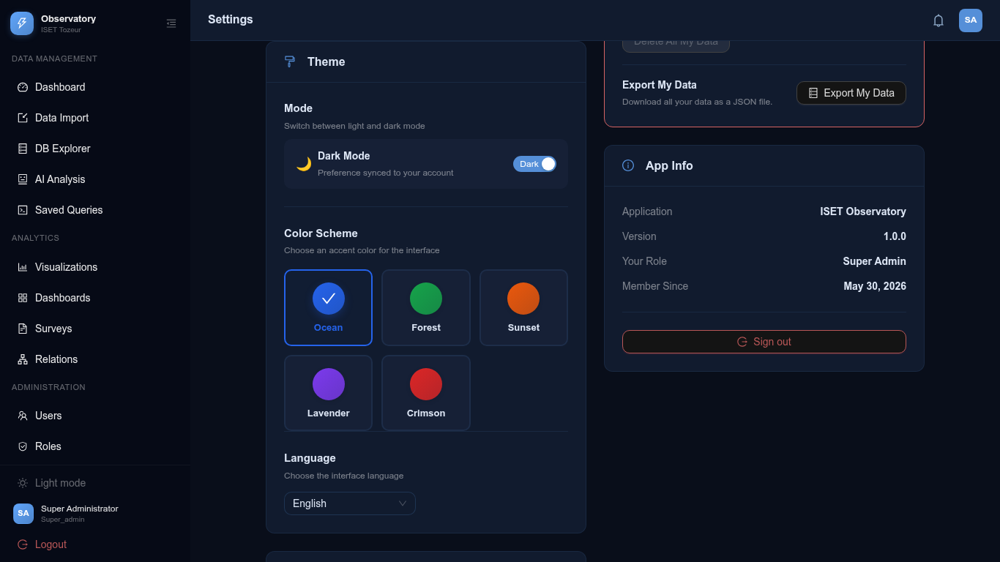 Observatory
ISET Tozeur
DATA MANAGEMENT
Dashboard
Data Import
DB Explorer
AI Analysis
Saved Queries
ANALYTICS
Visualizations
Dashboards
Surveys
Relations
ADMINISTRATION
Users
Roles
Light mode
SA
Super Administrator
Super_admin
Logout
Settings
SA
Theme
Mode
Switch between light and dark mode
🌙 Dark Mode
Preference synced to your account
Dark
Color Scheme
Choose an accent color for the interface
Ocean
Forest
Sunset
Lavender
Crimson
Language
Choose the interface language
English
Delete All My Data
Export My Data
Download all your data as a JSON file.
Export My Data
App Info
Application ISET Observatory
Version 1.0.0
Your Role Super Admin
Member Since May 30, 2026
Sign out